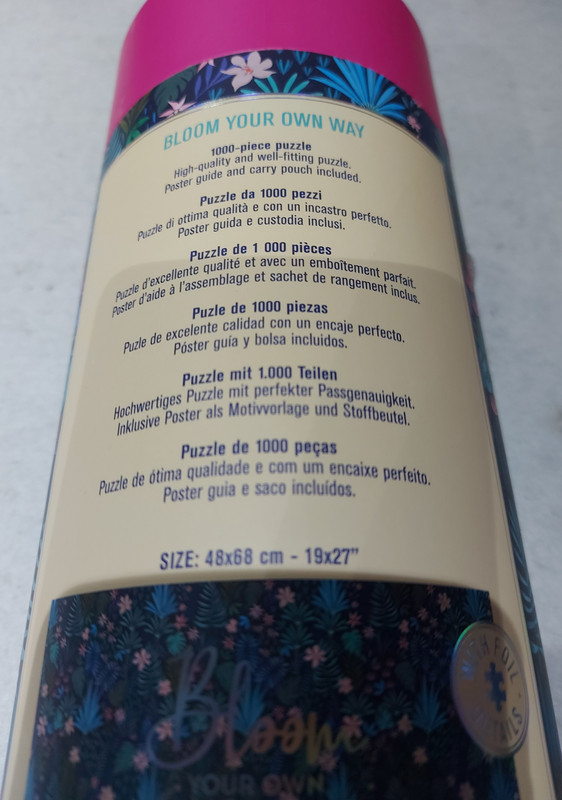 BLOOM YOUR OWN WAY
1000-piece puzzle
High-quality and well-fitting puzzle.
Poster guide and carry pouch included.
Puzzle da 1000 pezzi
Puzzle di ottima qualità e con un incastro perfetto.
Poster guida e custodia inclusi.
Puzzle de 1 000 pièces
Puzzle d'excellente qualité et avec un emboîtement parfait.
Poster d'aide à l'assemblage et sachet de rangement inclus.
Puzle de 1000 piezas
Puzle de excelente calidad con un encaje perfecto.
Póster guía y bolsa incluidos.
Puzzle mit 1.000 Teilen
Hochwertiges Puzzle mit perfekter Passgenauigkeit.
Inklusive Poster als Motivvorlage und Stoffbeutel.
Puzzle de 1000 peças
Puzzle de ótima qualidade e com um encaixe perfeito.
Poster guia e saco incluídos.
SIZE: 48x68 cm - 19x27”
WITH FOIL
DETAILS
Bloom
YOUR OWN